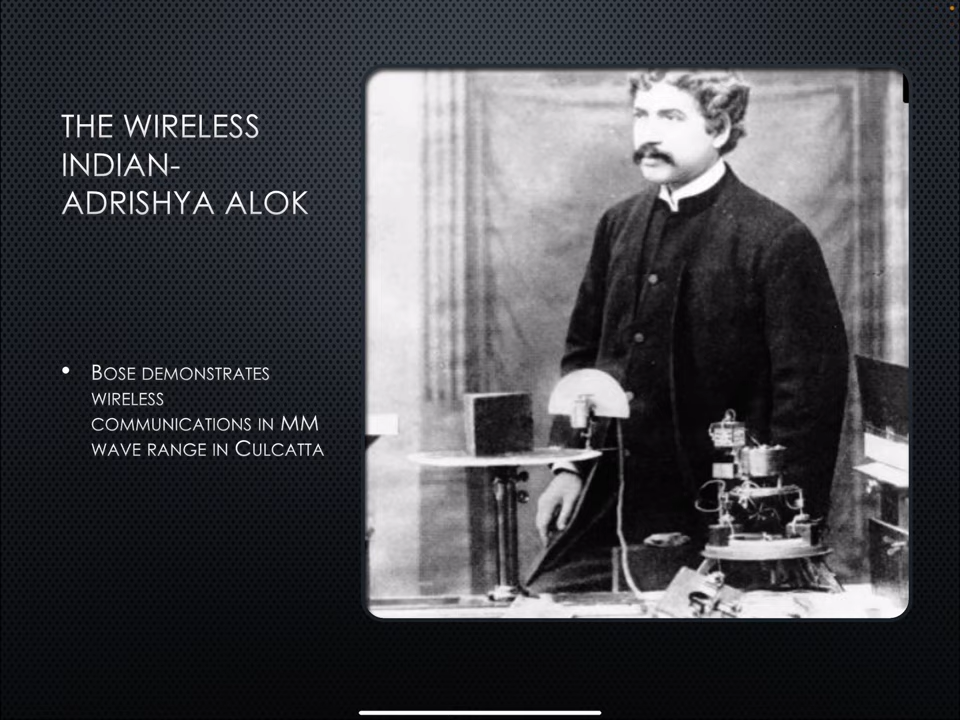 THE WIRELESS
INDIAN-
ADRISHYA ALOK
• BOSE DEMONSTRATES
WIRELESS
COMMUNICATIONS IN MM
WAVE RANGE IN CULCATTA